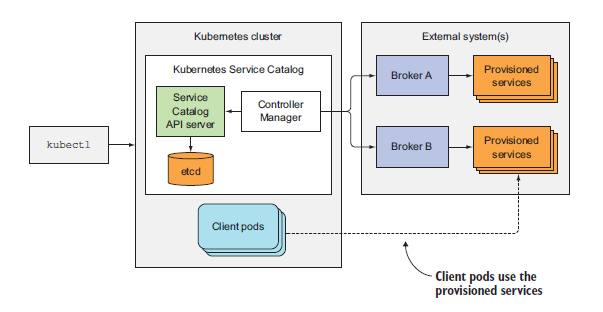 Kubernetes cluster
External system(s)
Kubernetes Service Catalog
Service
Catalog
API server
Controller
Manager
etcd
kubectl
Client pods
Broker A
Provisioned
services
Broker B
Provisioned
services
Client pods use the
provisioned services